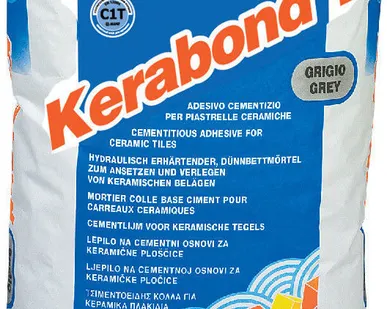 C1T
Kerabond
GRIGIO
GREY
ADESIVO CEMENTIZIO
PER PIASTRELLE CERAMICHE
CEMENTITIOUS ADHESIVE FOR
CERAMIC TILES
HYDRAULISCH ERHÄRTENDER, DÜNNBETTMÖRTEL
ZUM ANSETZEN UND VERLEGEN
VON KERAMISCHEN BELÄGEN
MORTIER COLLE BASE CIMENT POUR
CARREAUX CERAMIQUES
CEMENTLIJM VOOR KERAMISCHE TEGELS
LEPILO NA CEMENTNI OSNOVI ZA
KERAMIČNE PLOŠČICE
LJEPILO NA CEMENTNOJ OSNOVI ZA
KERAMIČKE PLOČICE
ΤΣΙΜΕΝΤΟΕΙΔΗΣ ΚΟΛΛΑ ΓΙΑ
ΚΕΡΑΜΙΚΑ ΠΛΑΚΙΔΙΑ